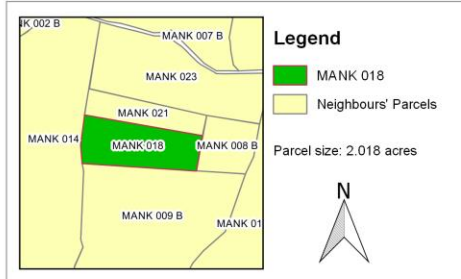 NK 002 B
MANK 007 B
MANK 023
MANK 021
MANK 014
MANK 018
MANK 008 B
MANK 009 B
MANK 01
Legend
MANK 018
Neighbours' Parcels
Parcel size: 2.018 acres
N